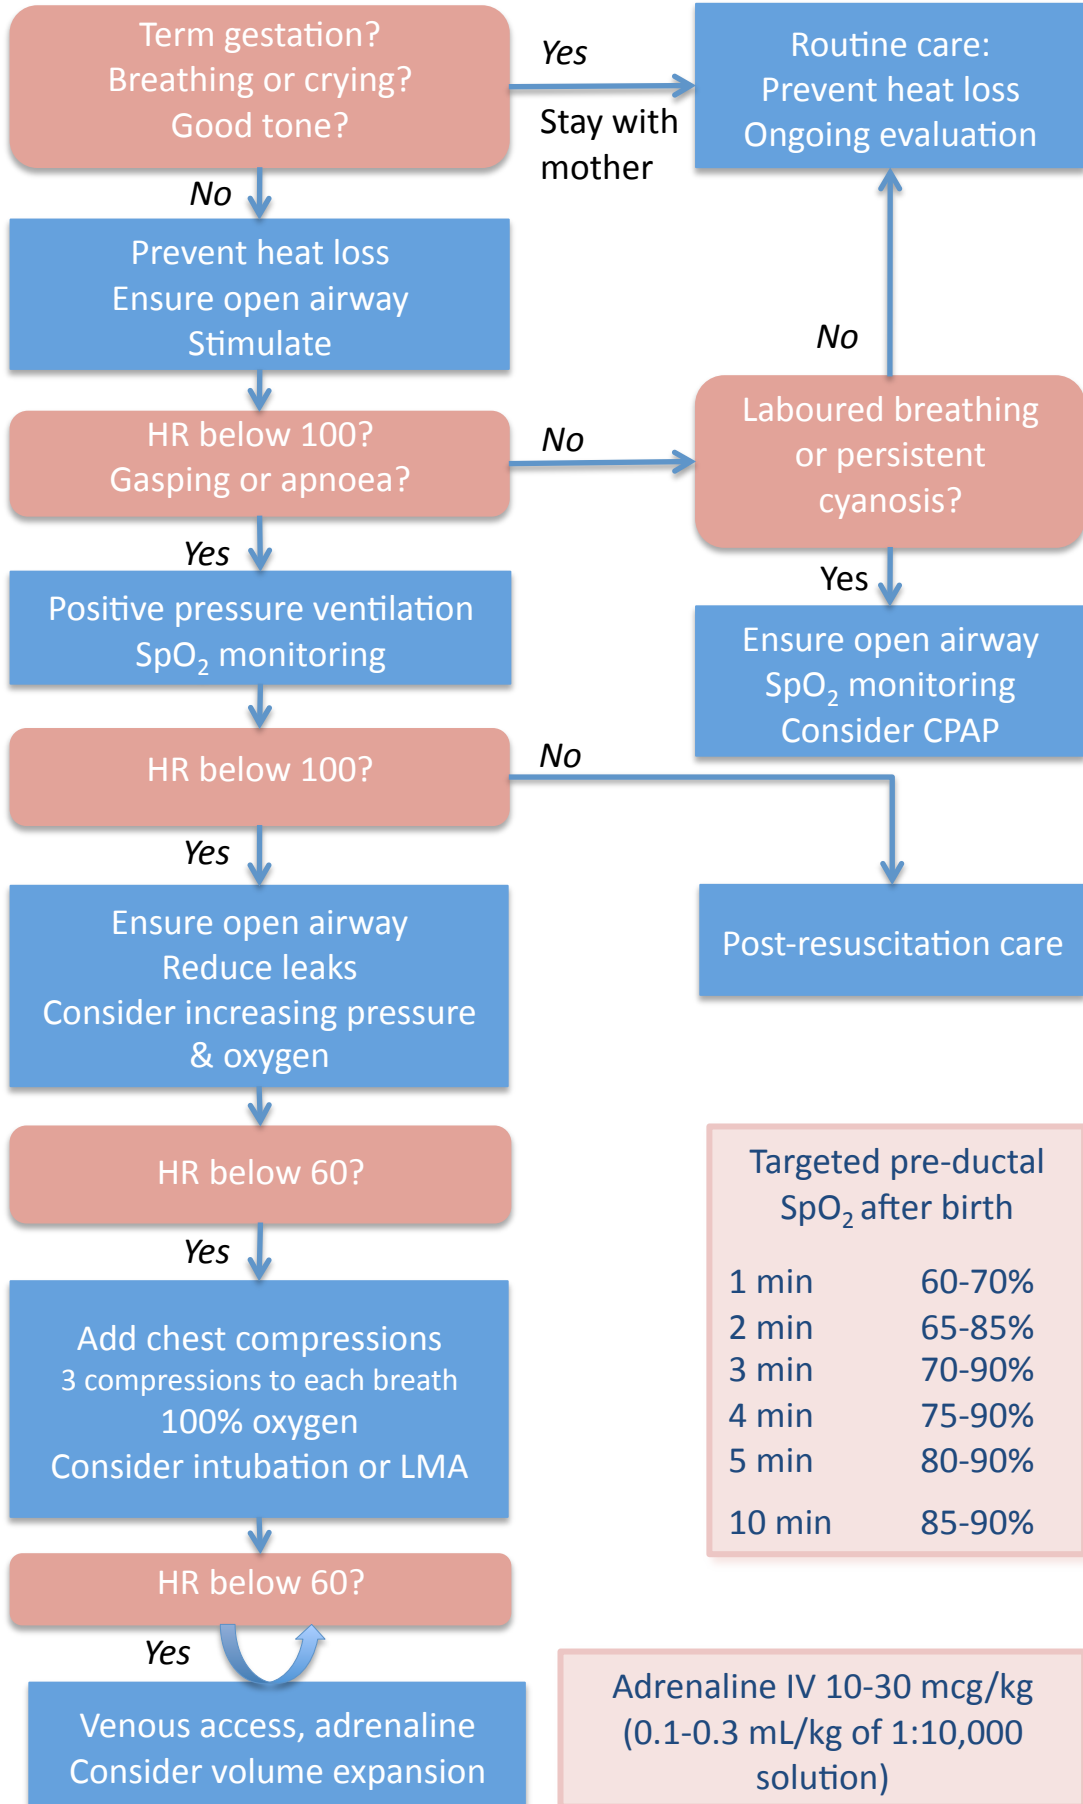 Term gestation?
Breathing or crying?
Good tone?
Yes
Stay with
mother
Routine care:
Prevent heat loss
Ongoing evaluation
No
Prevent heat loss
Ensure open airway
Stimulate
No
HR below 100?
Gasping or apnoea?
No
Laboured breathing
or persistent
cyanosis?
Yes
Positive pressure ventilation
SpO₂ monitoring
Yes
Ensure open airway
SpO₂ monitoring
Consider CPAP
HR below 100?
No
Yes
Ensure open airway
Reduce leaks
Consider increasing pressure
& oxygen
Post-resuscitation care
HR below 60?
Yes
Add chest compressions
3 compressions to each breath
100% oxygen
Consider intubation or LMA
Targeted pre-ductal
SpO₂ after birth
1 min 60-70%
2 min 65-85%
3 min 70-90%
4 min 75-90%
5 min 80-90%
10 min 85-90%
HR below 60?
Yes
Venous access, adrenaline
Consider volume expansion
Adrenaline IV 10-30 mcg/kg
(0.1-0.3 mL/kg of 1:10,000
solution)